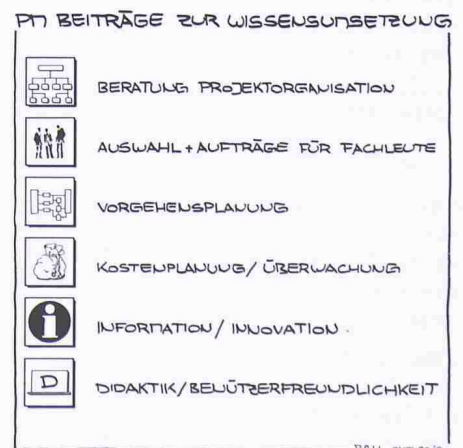 PM BEITRÄGE ZUR WISSENSUMSETZUNG
BERATUNG PROJEKTORGANISATION
AUSWAHL + AUFTRÄGE FÜR FACHLEUTE
VORGEHENSPLANUNG
KOSTENPLANUNG / ÜBERWACHUNG
i
INFORMATION / INNOVATION
D
DIDAKTIK/BENÜTZERFREUNDLICHKEIT